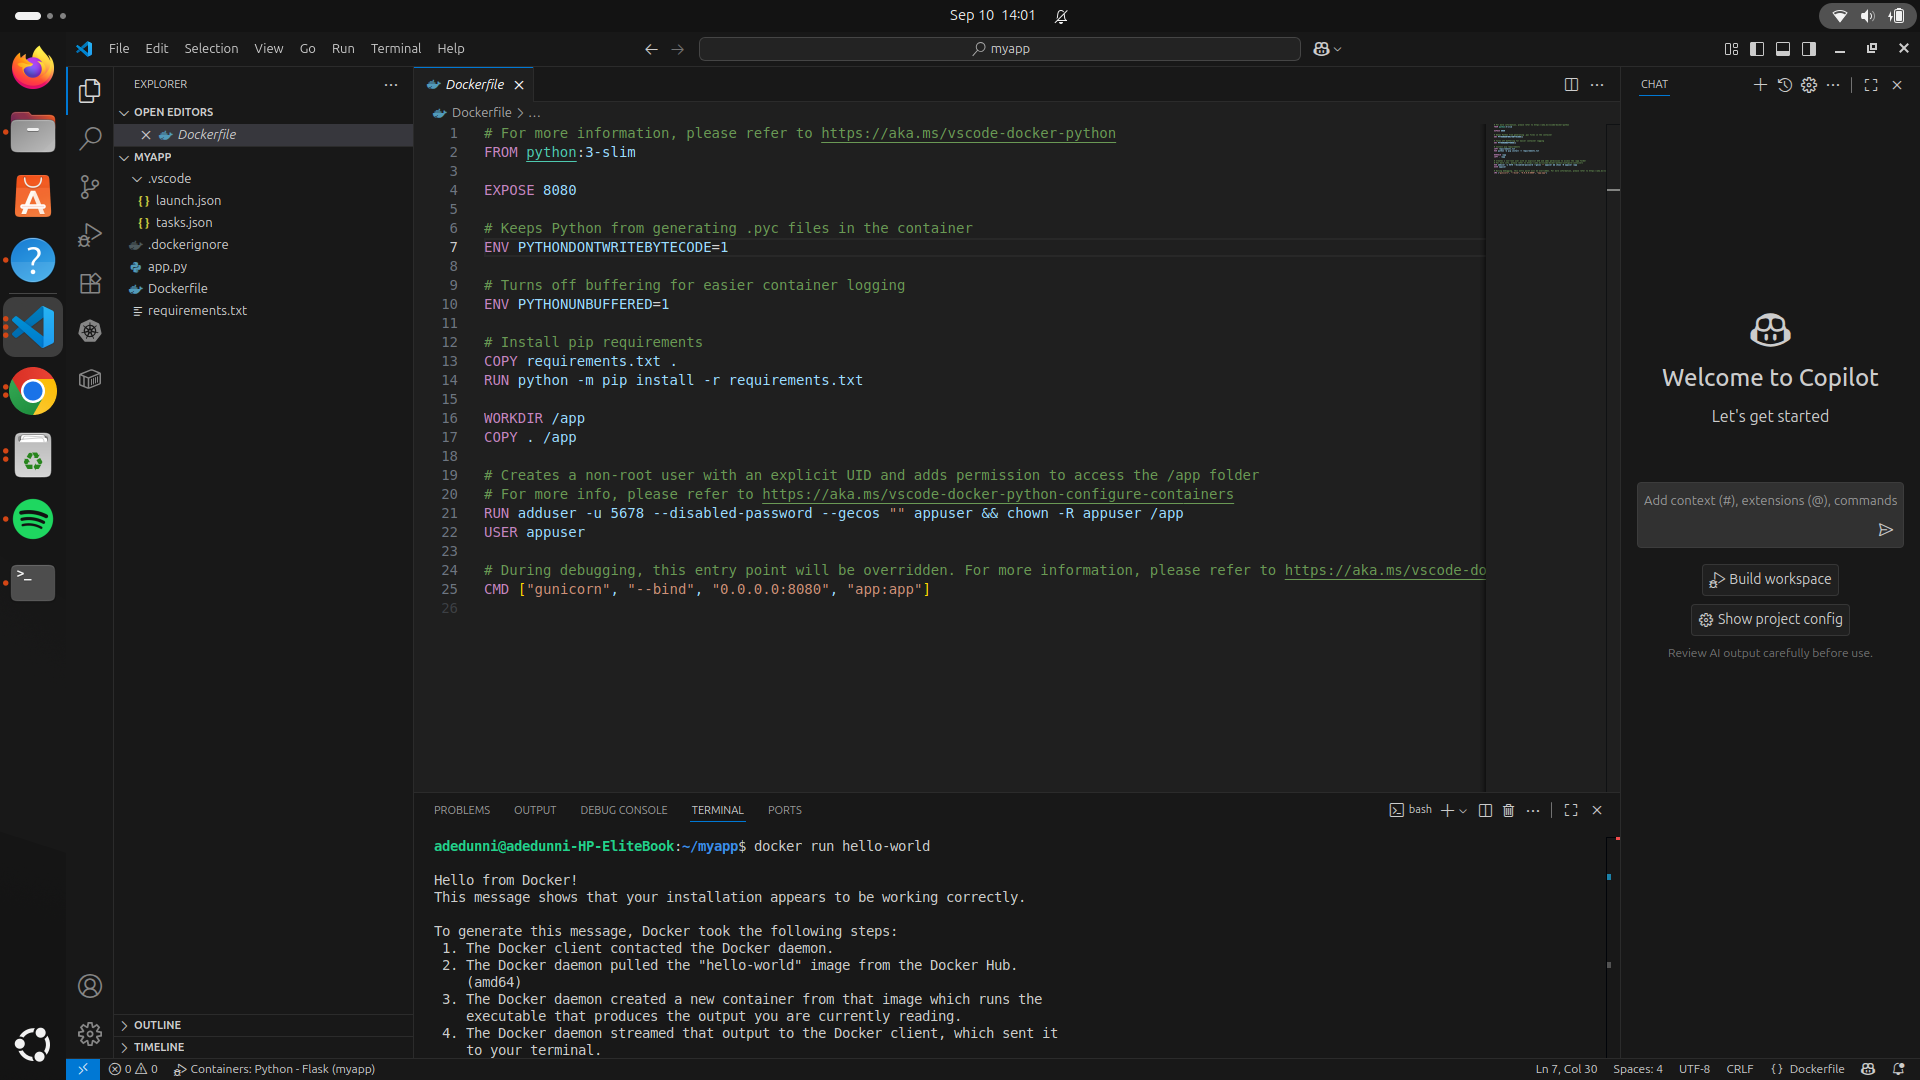 Sep 10 14:01
File Edit Selection View Go Run Terminal Help
myapp
EXPLORER
OPEN EDITORS
Dockerfile
MYAPP
.vscode
{} launch.json
{} tasks.json
.dockerignore
app.py
Dockerfile
requirements.txt
OUTLINE
TIMELINE
Dockerfile
Dockerfile > ...
1 # For more information, please refer to https://aka.ms/vscode-docker-python
2 FROM python:3-slim
3
4 EXPOSE 8080
5
6 # Keeps Python from generating .pyc files in the container
7 ENV PYTHONDONTWRITEBYTECODE=1
8
9 # Turns off buffering for easier container logging
10 ENV PYTHONUNBUFFERED=1
11
12 # Install pip requirements
13 COPY requirements.txt .
14 RUN python -m pip install -r requirements.txt
15
16 WORKDIR /app
17 COPY . /app
18
19 # Creates a non-root user with an explicit UID and adds permission to access the /app folder
20 # For more info, please refer to https://aka.ms/vscode-docker-python-configure-containers
21 RUN adduser -u 5678 --disabled-password --gecos "" appuser && chown -R appuser /app
22 USER appuser
23
24 # During debugging, this entry point will be overridden. For more information, please refer to https://aka.ms/vscode-do
25 CMD ["gunicorn", "--bind", "0.0.0.0:8080", "app:app"]
26
PROBLEMS OUTPUT DEBUG CONSOLE TERMINAL PORTS
bash
adedunni@adedunni-HP-EliteBook:~/myapp$ docker run hello-world
Hello from Docker!
This message shows that your installation appears to be working correctly.
To generate this message, Docker took the following steps:
1. The Docker client contacted the Docker daemon.
2. The Docker daemon pulled the "hello-world" image from the Docker Hub.
(amd64)
3. The Docker daemon created a new container from that image which runs the
executable that produces the output you are currently reading.
4. The Docker daemon streamed that output to the Docker client, which sent it
to your terminal.
CHAT
Welcome to Copilot
Let's get started
Add context (#), extensions (@), commands
Build workspace
Show project config
Review AI output carefully before use.
0 0 Containers: Python - Flask (myapp)
Ln 7, Col 30 Spaces: 4 UTF-8 CRLF {} Dockerfile